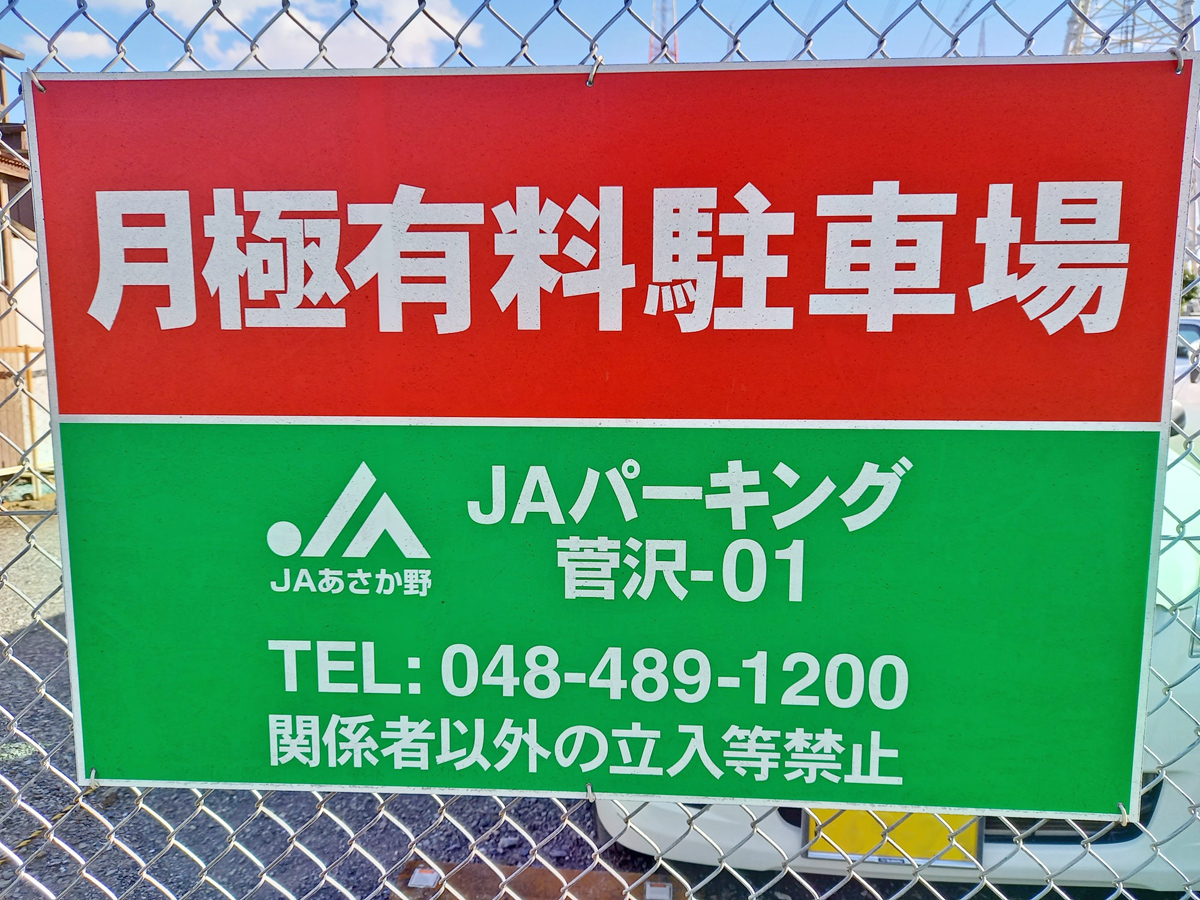 月極有料駐車場
JAパーキング
菅沢-01
JAあさか野
TEL: 048-489-1200
関係者以外の立入等禁止